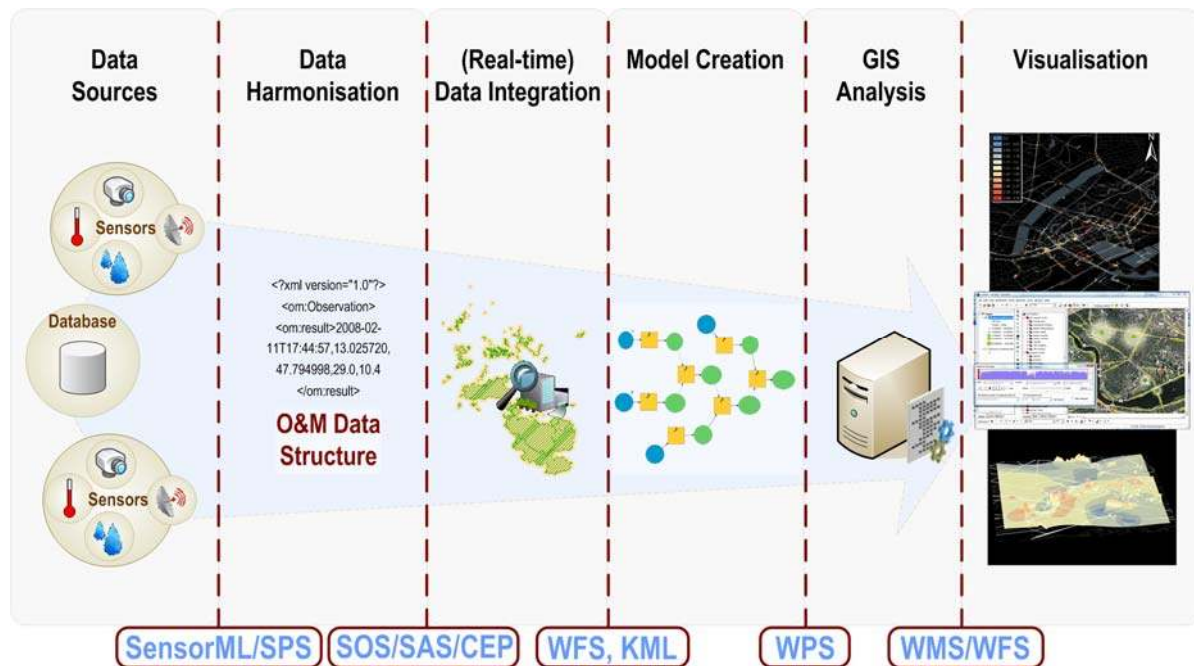 Data
Sources
Data
Harmonisation
(Real-time)
Data Integration
Model Creation
GIS
Analysis
Visualisation
Sensors
Database
Sensors
<?xml version="1.0"?>
<om:Observation>
<om:result>2008-02-
11T17:44:57,13.025720,
47.794998,29.0,10.4
</om:result>
O&M Data
Structure
N
SensorML/SPS
SOS/SAS/CEP
WFS, KML
WPS
WMS/WFS